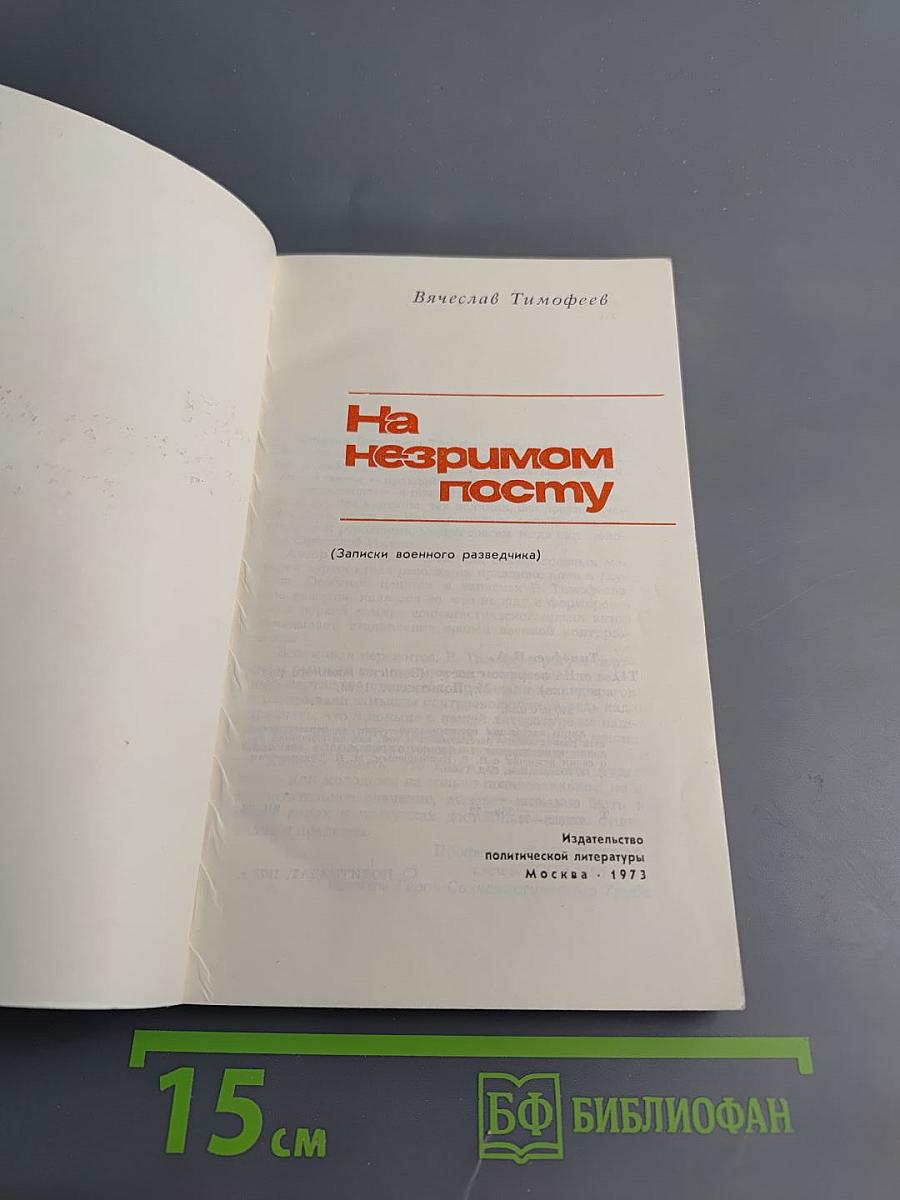 Вячеслав Тимофеев
На
незримом
посту
(Записки военного разведчика)
Издательство
политической литературы
Москва · 1973
15 см
БФ БИБЛИОФАН